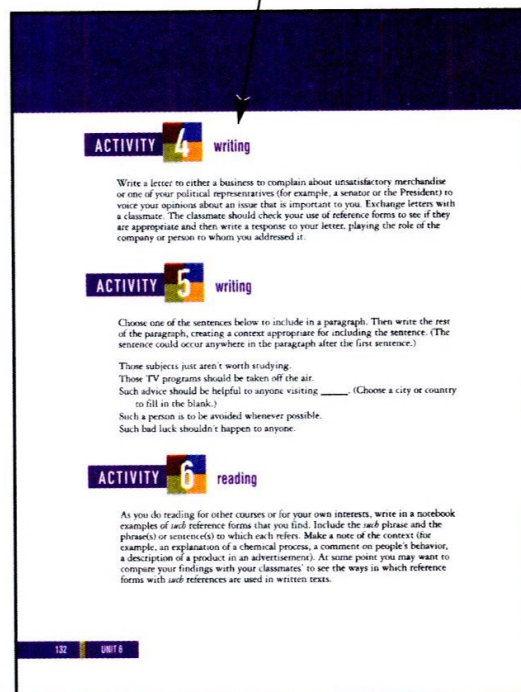 ACTIVITY 4 writing
Write a letter to either a business to complain about unsatisfactory merchandise
or one of your political representatives (for example, a senator or the President) to
voice your opinions about an issue that is important to you. Exchange letters with
a classmate. The classmate should check your use of reference forms to see if they
are appropriate and then write a response to your letter, playing the role of the
company or person to whom you addressed it.
ACTIVITY 5 writing
Choose one of the sentences below to include in a paragraph. Then write the rest
of the paragraph, creating a context appropriate for including the sentence. (The
sentence could occur anywhere in the paragraph after the first sentence.)
Those subjects just aren't worth studying.
Those TV programs should be taken off the air.
Such advice should be helpful to anyone visiting _____. (Choose a city or country
to fill in the blank.)
Such a person is to be avoided whenever possible.
Such bad luck shouldn't happen to anyone.
ACTIVITY 6 reading
As you do reading for other courses or for your own interests, write in a notebook
examples of such reference forms that you find. Include the such phrase and the
phrase(s) or sentence(s) to which each refers. Make a note of the context (for
example, an explanation of a chemical process, a comment on people's behavior,
a description of a product in an advertisement). At some point you may want to
compare your findings with your classmates' to see the ways in which reference
forms with such references are used in written texts.
132 UNIT 6